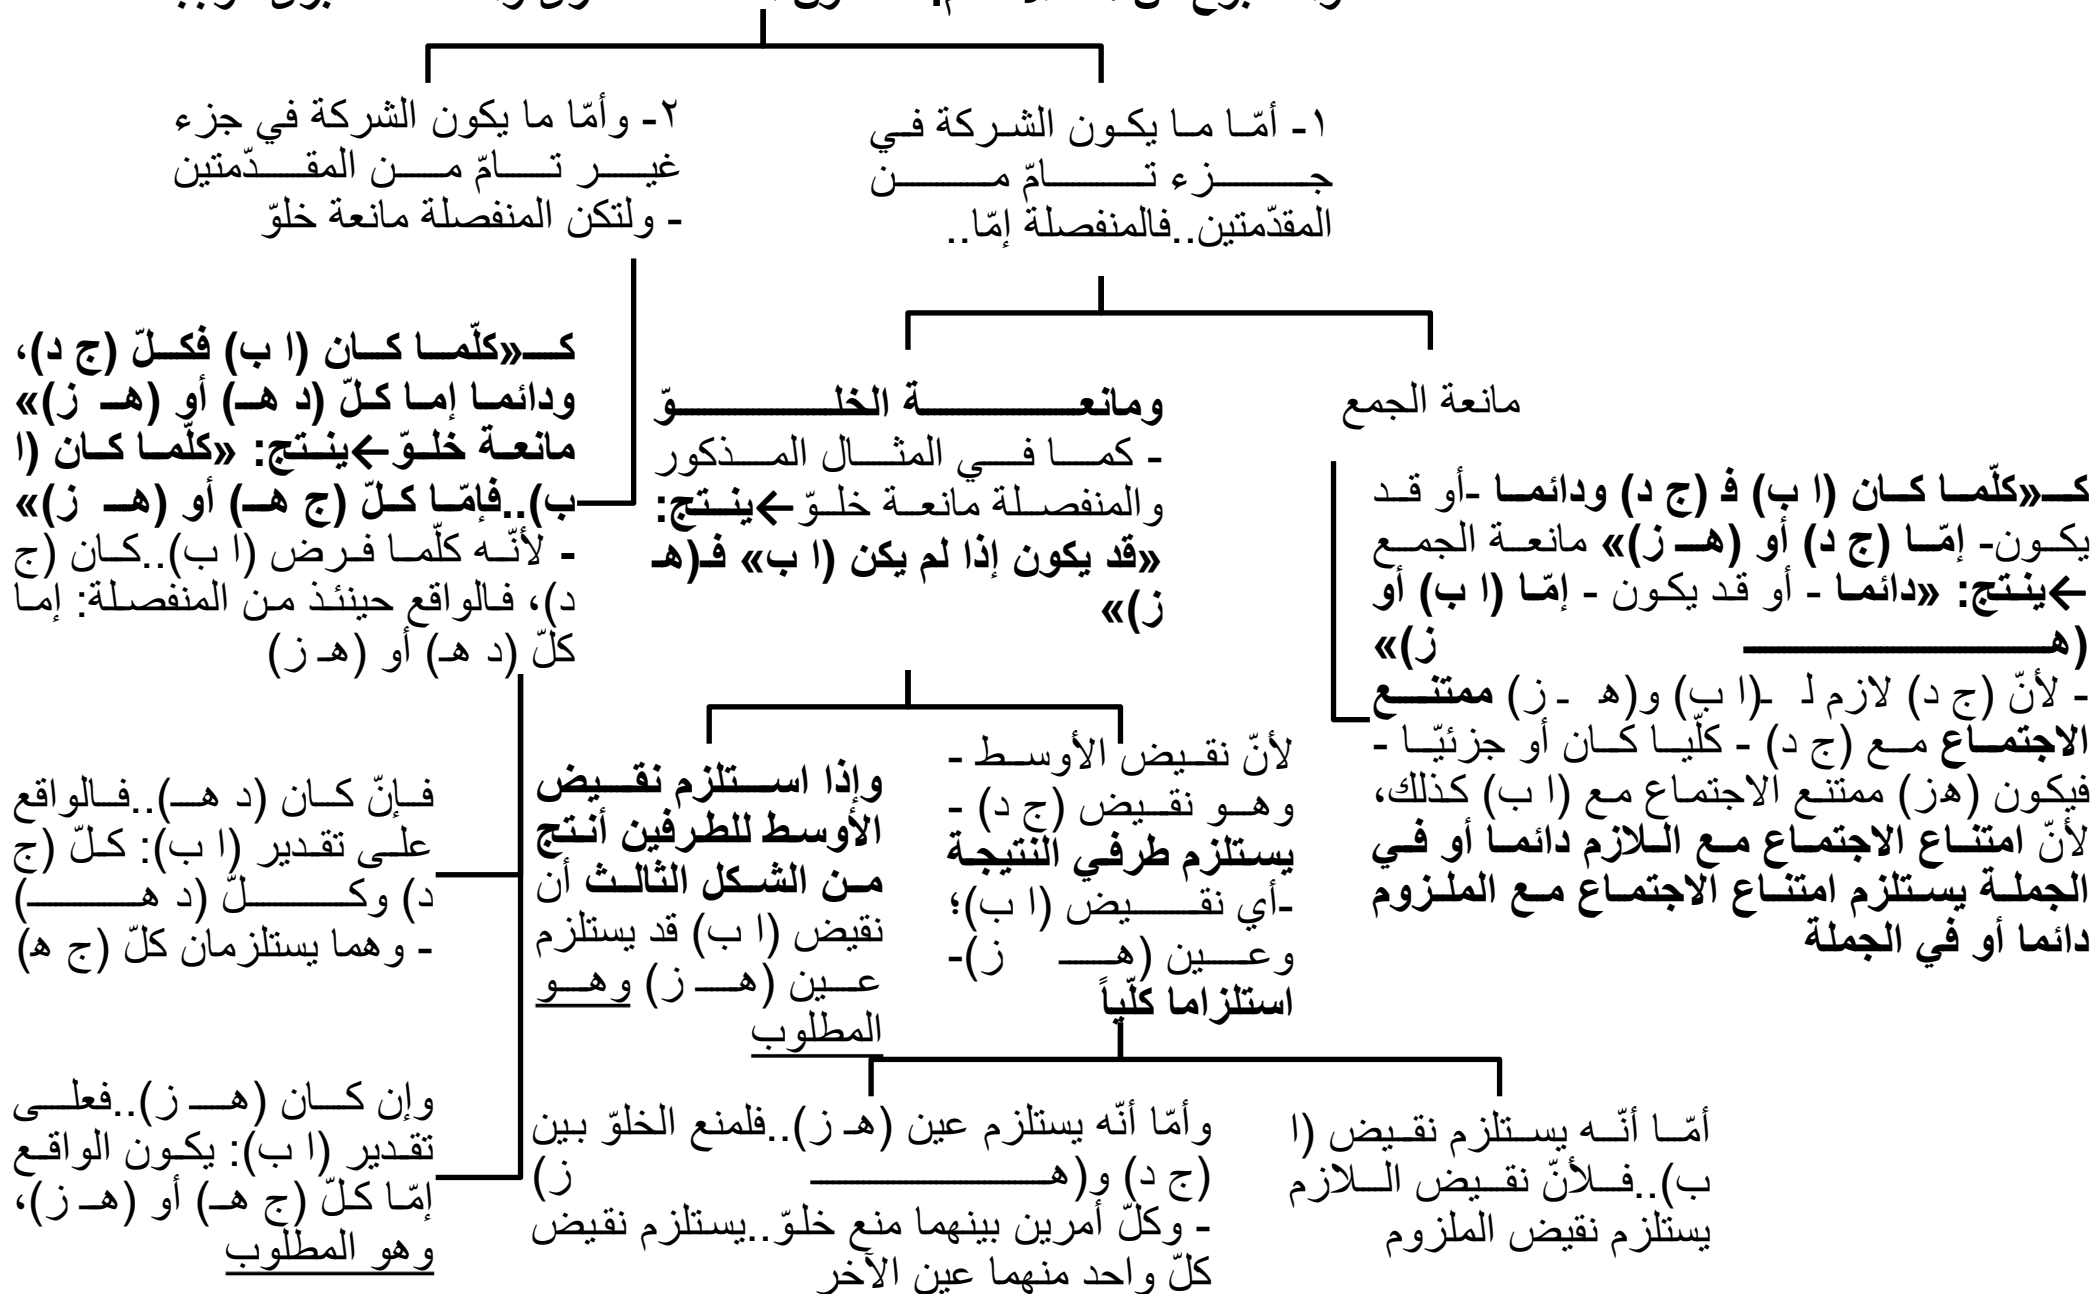 ١- أمّا ما يكون الشركة في
جزء تامّ من
المقدّمتين..فالمنفصلة إمّا..
٢- وأمّا ما يكون الشركة في جزء
غير تامّ من المقدّمتين
- ولتكن المنفصلة مانعة خلوّ
مانعة الجمع
كـ«كلّما كان (ا ب) فـ (ج د) ودائما -أو قد
يكون- إمّا (ج د) أو (هـ ز)» مانعة الجمع
←ينتج: «دائما - أو قد يكون - إمّا (ا ب) أو
(هـ ز)»
- لأنّ (ج د) لازم لـ (ا ب) و(هـ ز) ممتنع
الاجتماع مع (ج د) - كلّيا كان أو جزئيّا -
فيكون (هز) ممتنع الاجتماع مع (ا ب) كذلك،
لأنّ امتناع الاجتماع مع اللازم دائما أو في
الجملة يستلزم امتناع الاجتماع مع الملزوم
دائما أو في الجملة
ومانعة الخلوّ
- كما في المثال المذكور
والمنفصلة مانعة خلوّ←ينتج:
«قد يكون إذا لم يكن (ا ب)» فـ(هـ
ز)»
لأنّ نقيض الأوسط -
وهو نقيض (ج د) -
يستلزم طرفي النتيجة
-أي نقيض (ا ب)؛
وعين (هـ ز)-
استلزاما كلّياً
أمّا أنّه يستلزم نقيض (ا
ب)..فلأنّ نقيض اللازم
يستلزم نقيض الملزوم
وأمّا أنّه يستلزم عين (هـ ز)..فلمنع الخلوّ بين
(ج د) و(هـ ز)
- وكلّ أمرين بينهما منع خلوّ..يستلزم نقيض
كلّ واحد منهما عين الآخر
وإذا استلزم نقيض
الأوسط للطرفين أنتج
من الشكل الثالث أن
نقيض (ا ب) قد يستلزم
عين (هـ ز) وهو
المطلوب
كـ«كلّما كان (ا ب) فكلّ (ج د)،
ودائما إما كلّ (د هـ) أو (هـ ز)»
مانعة خلوّ←ينتج: «كلّما كان (ا
ب)..فإمّا كلّ (ج هـ) أو (هـ ز)»
- لأنّه كلّما فرض (ا ب)..كان (ج
د)، فالواقع حينئذ من المنفصلة: إما
كلّ (د هـ) أو (هـ ز)
فإنّ كان (د هـ)..فالواقع
على تقدير (ا ب): كلّ (ج
د) وكلّ (د هـ)
- وهما يستلزمان كلّ (ج ه)
وإن كان (هـ ز)..فعلى
تقدير (ا ب): يكون الواقع
إمّا كلّ (ج هـ) أو (هـ ز)،
وهو المطلوب